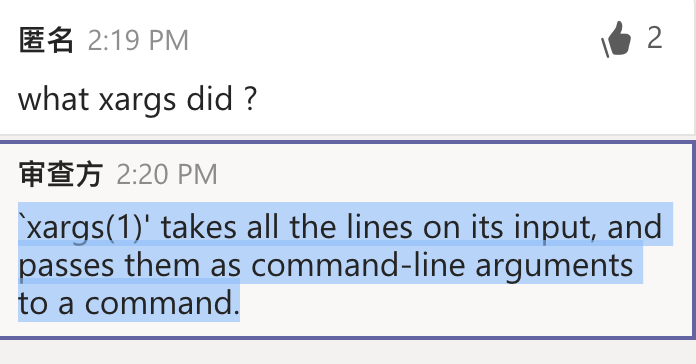 匿名 2:19 PM 2
what xargs did ?
审查方 2:20 PM
`xargs(1)' takes all the lines on its input, and
passes them as command-line arguments
to a command.